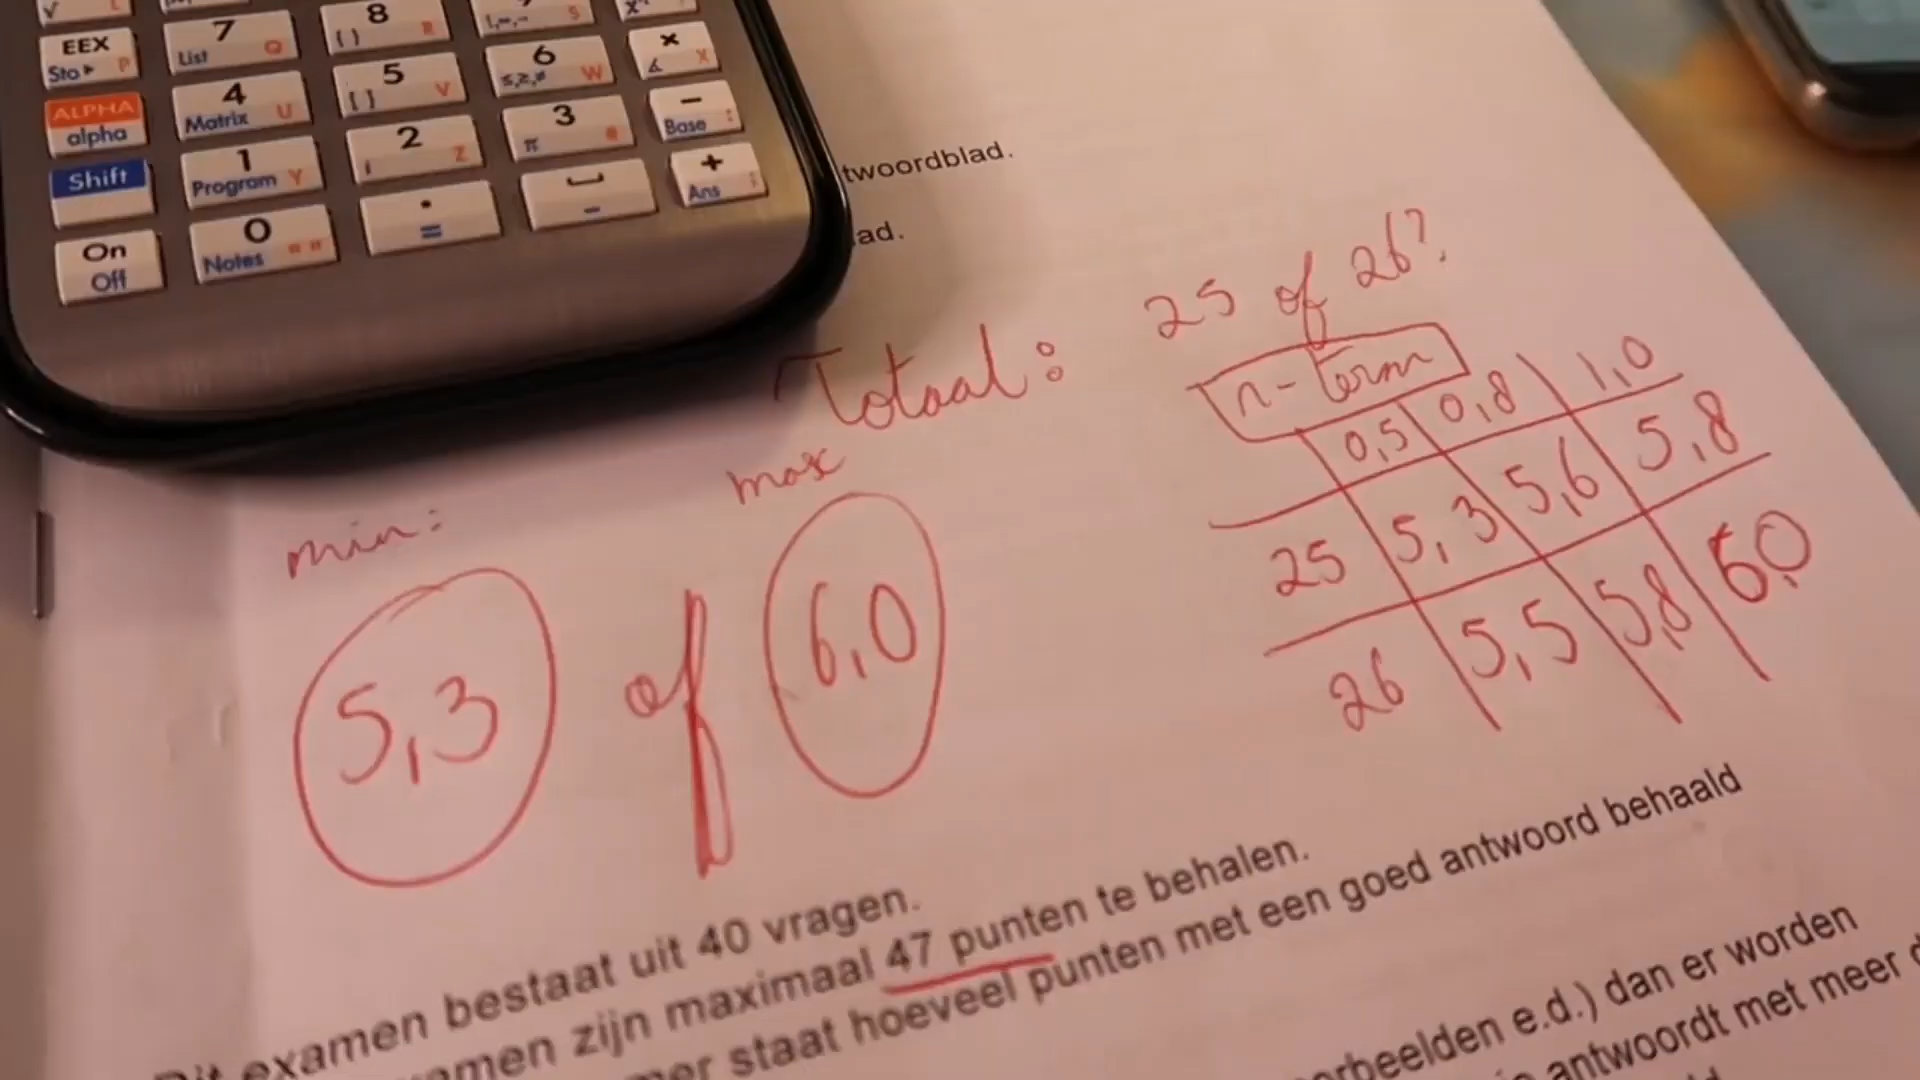 √ L
8
7
EEX
Sto▸ P
List Q
{ } R
S
6
≤,≥,≠ W
×
∡ X
5
[ ] V
4
Matrix U
ALPHA
alpha
3
π @
−
Base :
2
, Z
1
Program Y
Shift
+
Ans ;
.
=
0
Notes " "
On
Off
twoordblad.
ad.
25 of 26?
Totaal:
n-term
0,5 0,8 1,0
25 5,3 5,6 5,8
26 5,5 5,8 6,0
min: max
5,3 of 6,0
Dit examen bestaat uit 40 vragen.
amen zijn maximaal 47 punten te behalen.
mer staat hoeveel punten met een goed antwoord behaald
orbeelden e.d.) dan er worden
antwoordt met meer d